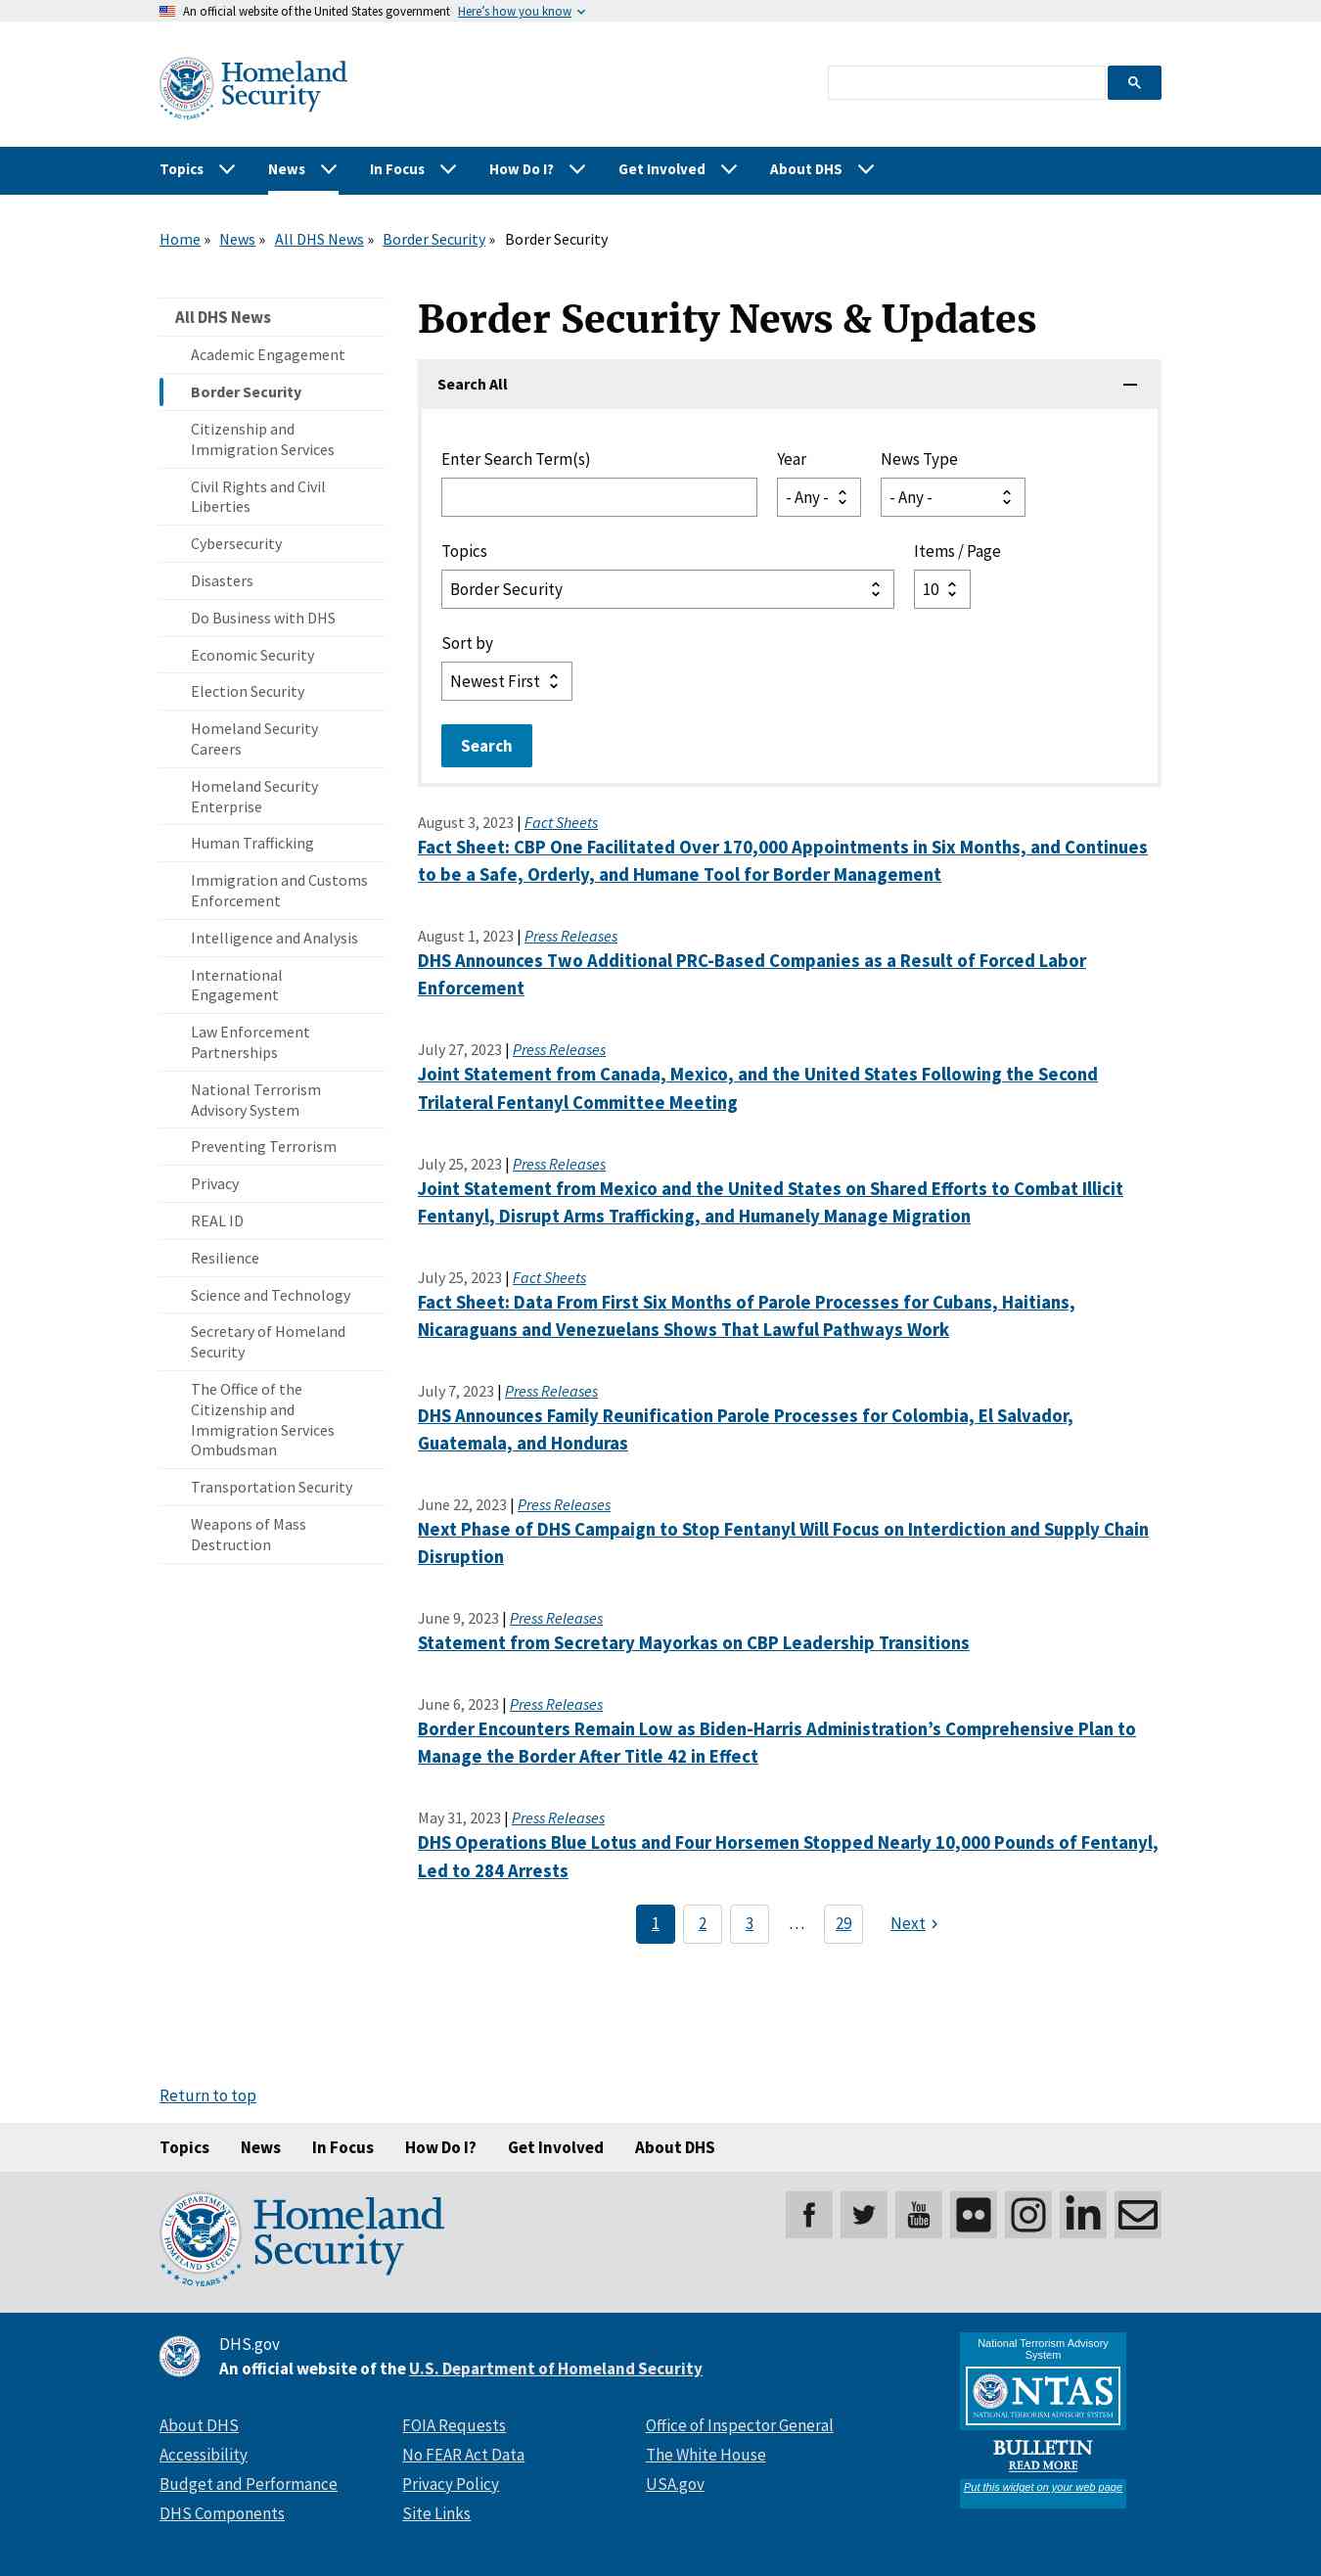 An official website of the United States government Here's how you know
Homeland
Security
Topics News In Focus How Do I? Get Involved About DHS
Home » News » All DHS News » Border Security » Border Security
All DHS News
Academic Engagement
Border Security
Citizenship and
Immigration Services
Civil Rights and Civil
Liberties
Cybersecurity
Disasters
Do Business with DHS
Economic Security
Election Security
Homeland Security
Careers
Homeland Security
Enterprise
Human Trafficking
Immigration and Customs
Enforcement
Intelligence and Analysis
International
Engagement
Law Enforcement
Partnerships
National Terrorism
Advisory System
Preventing Terrorism
Privacy
REAL ID
Resilience
Science and Technology
Secretary of Homeland
Security
The Office of the
Citizenship and
Immigration Services
Ombudsman
Transportation Security
Weapons of Mass
Destruction
Border Security News & Updates
Search All
Enter Search Term(s) Year News Type
- Any - - Any -
Topics Items / Page
Border Security 10
Sort by
Newest First
Search
August 3, 2023 | Fact Sheets
Fact Sheet: CBP One Facilitated Over 170,000 Appointments in Six Months, and Continues
to be a Safe, Orderly, and Humane Tool for Border Management
August 1, 2023 | Press Releases
DHS Announces Two Additional PRC-Based Companies as a Result of Forced Labor
Enforcement
July 27, 2023 | Press Releases
Joint Statement from Canada, Mexico, and the United States Following the Second
Trilateral Fentanyl Committee Meeting
July 25, 2023 | Press Releases
Joint Statement from Mexico and the United States on Shared Efforts to Combat Illicit
Fentanyl, Disrupt Arms Trafficking, and Humanely Manage Migration
July 25, 2023 | Fact Sheets
Fact Sheet: Data From First Six Months of Parole Processes for Cubans, Haitians,
Nicaraguans and Venezuelans Shows That Lawful Pathways Work
July 7, 2023 | Press Releases
DHS Announces Family Reunification Parole Processes for Colombia, El Salvador,
Guatemala, and Honduras
June 22, 2023 | Press Releases
Next Phase of DHS Campaign to Stop Fentanyl Will Focus on Interdiction and Supply Chain
Disruption
June 9, 2023 | Press Releases
Statement from Secretary Mayorkas on CBP Leadership Transitions
June 6, 2023 | Press Releases
Border Encounters Remain Low as Biden-Harris Administration’s Comprehensive Plan to
Manage the Border After Title 42 in Effect
May 31, 2023 | Press Releases
DHS Operations Blue Lotus and Four Horsemen Stopped Nearly 10,000 Pounds of Fentanyl,
Led to 284 Arrests
1 2 3 … 29 Next
Return to top
Topics News In Focus How Do I? Get Involved About DHS
U.S. DEPARTMENT OF
HOMELAND SECURITY
20 YEARS
Homeland
Security
You
Tube
DHS.gov
An official website of the U.S. Department of Homeland Security
About DHS
Accessibility
Budget and Performance
DHS Components
FOIA Requests
No FEAR Act Data
Privacy Policy
Site Links
Office of Inspector General
The White House
USA.gov
National Terrorism Advisory
System
NTAS
NATIONAL TERRORISM ADVISORY SYSTEM
BULLETIN
READ MORE
Put this widget on your web page